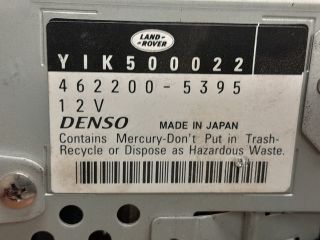 LAND-
ROVER
YIK500022
462200-5395
12V
DENSO MADE IN JAPAN
Contains Mercury-Don't Put in Trash-
Recycle or Dispose as Hazardous Waste.